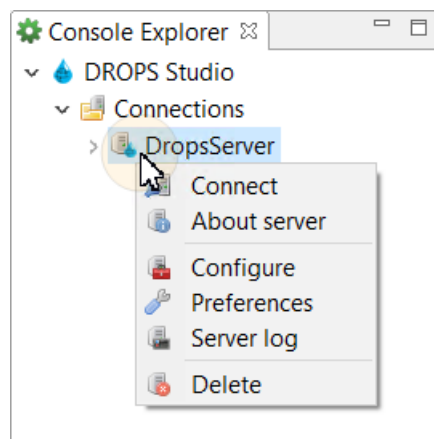 Console Explorer
DROPS Studio
Connections
DropsServer
Connect
About server
Configure
Preferences
Server log
Delete